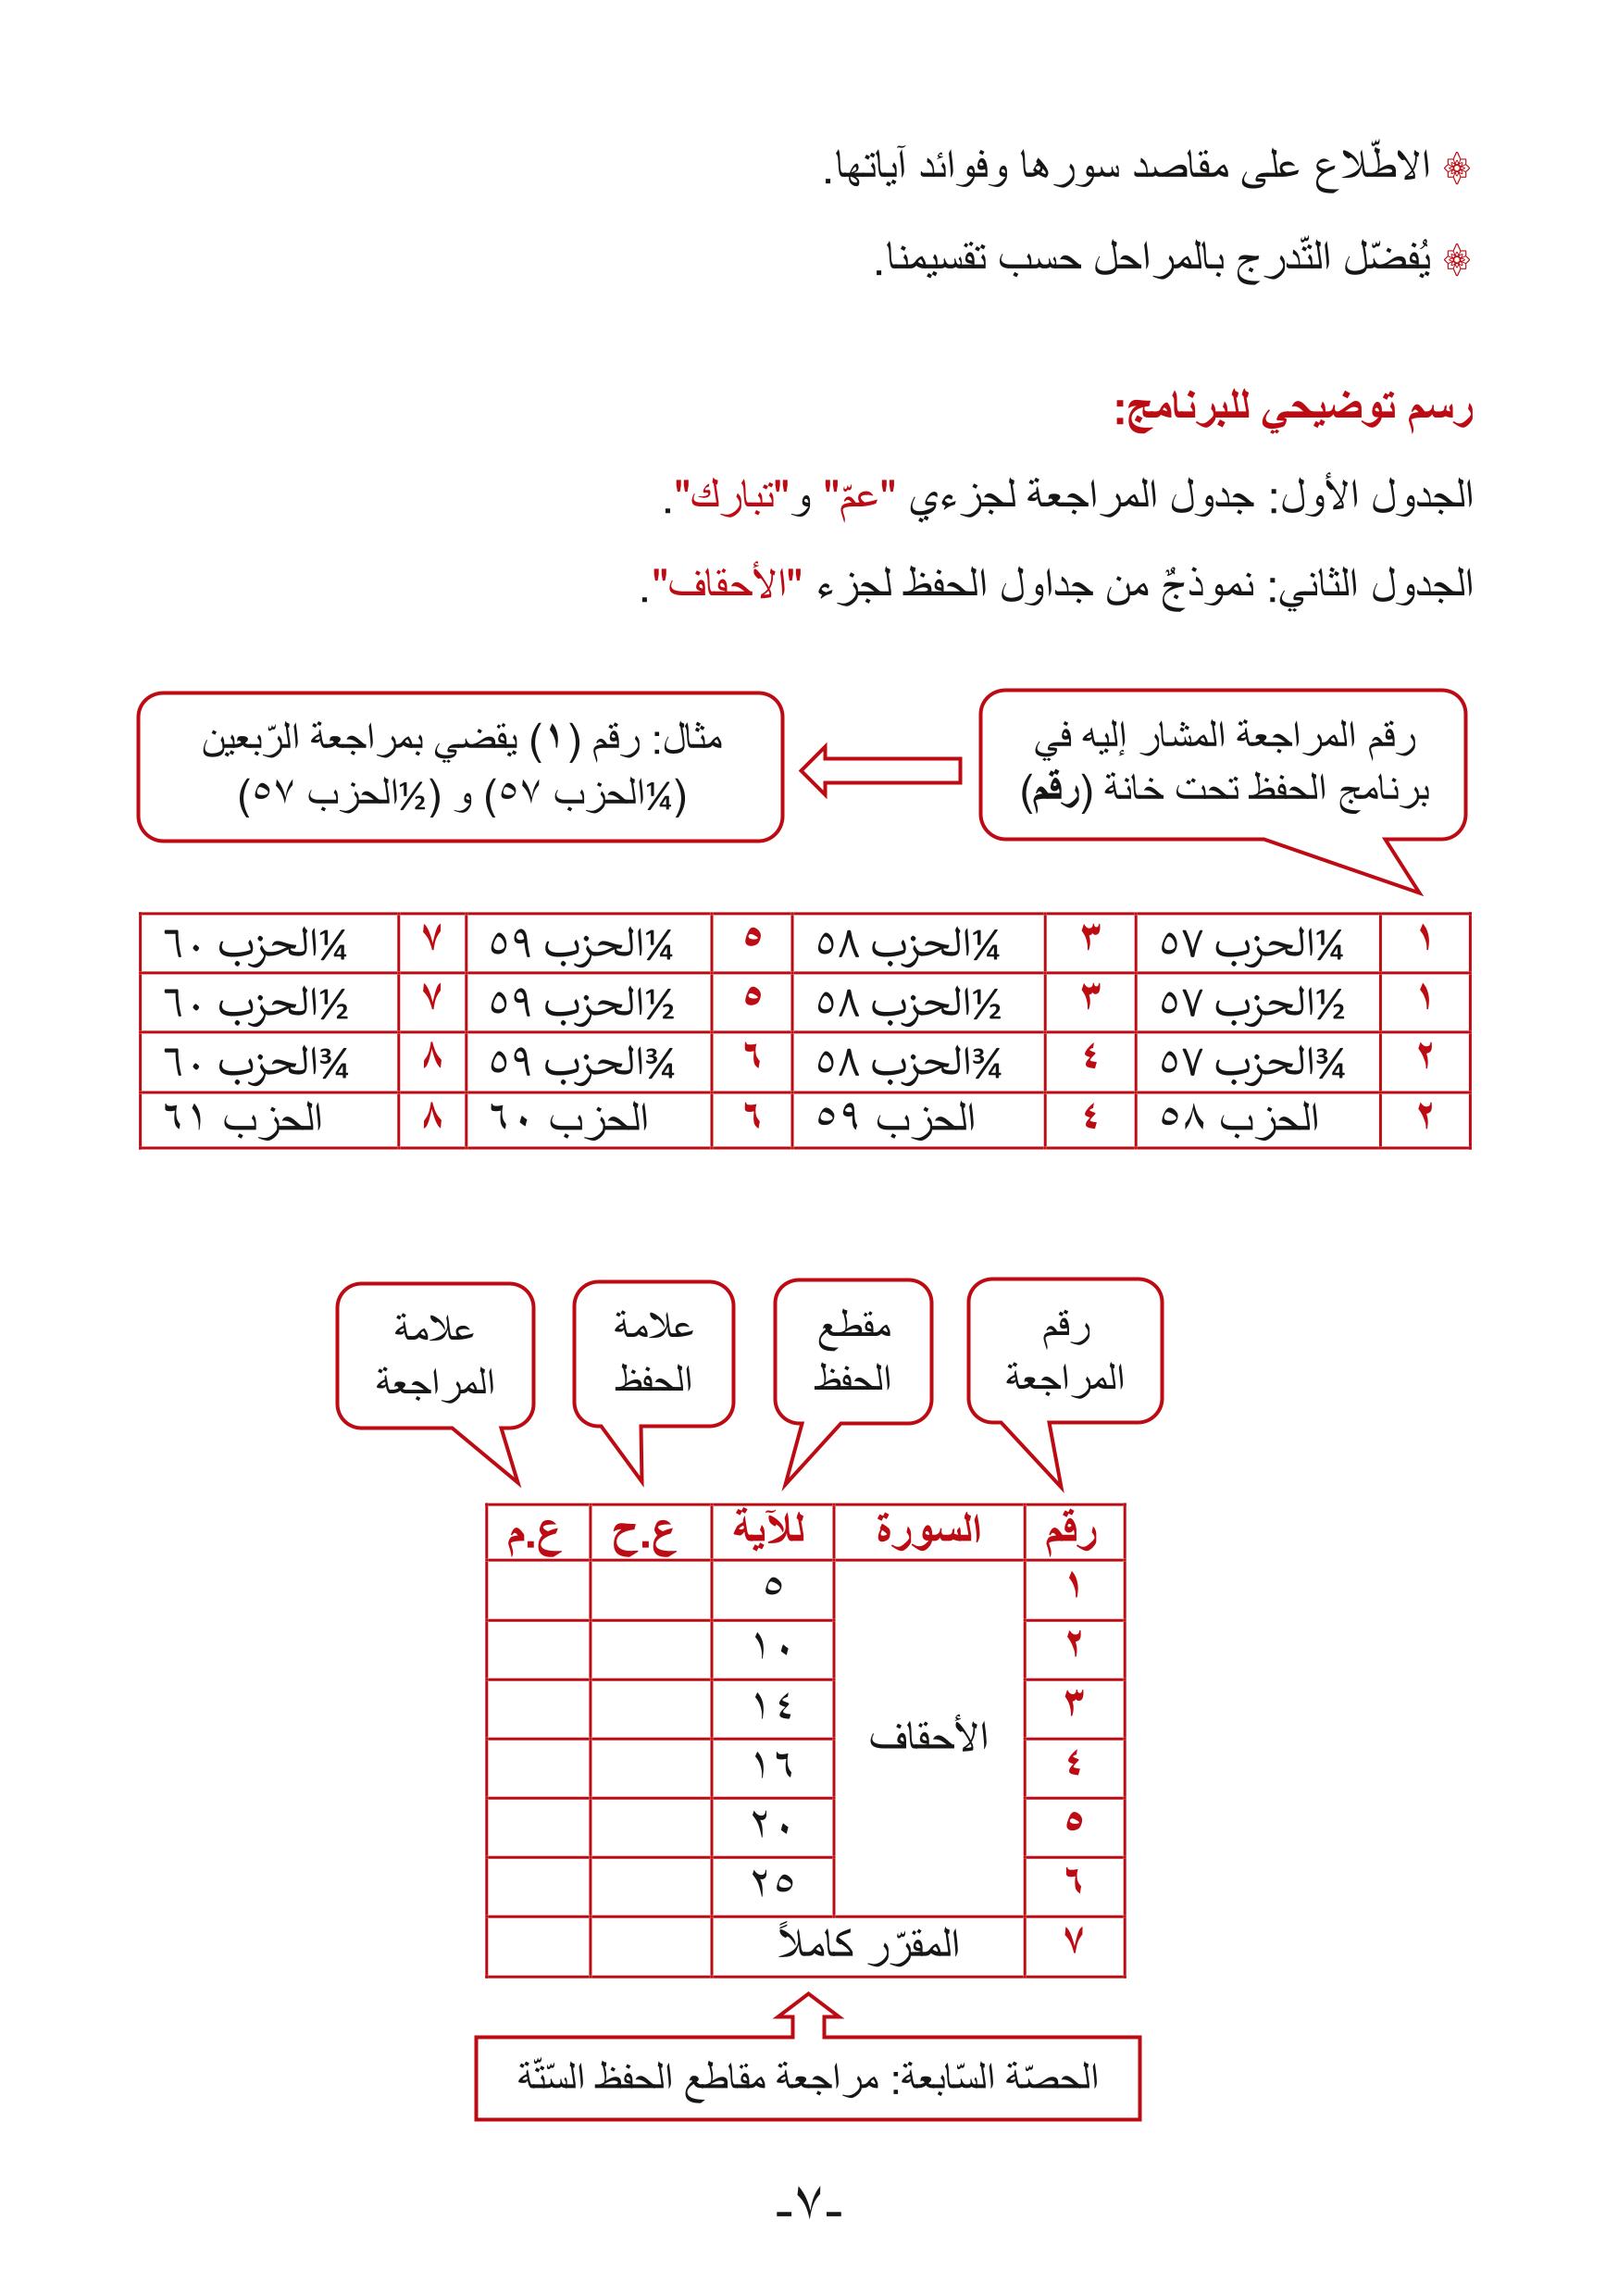 الاطّلاع على مقاصد سورها وفوائد آياتها.
يُفضّل التّدرج بالمراحل حسب تقسيمنا.
رسم توضيحي للبرنامج:
الجدول الأول: جدول المراجعة لجزءي "عمّ" و"تبارك".
الجدول الثاني: نموذجٌ من جداول الحفظ لجزء "الأحقاف".
رقم المراجعة المشار إليه في
برنامج الحفظ تحت خانة (رقم)
مثال: رقم (١) يقضي بمراجعة الرّبعين
(¼الحزب ٥٧) و (½الحزب ٥٧)
١ ¼الحزب ٥٧ ٣ ¼الحزب ٥٨ ٥ ¼الحزب ٥٩ ٧ ¼الحزب ٦٠
١ ½الحزب ٥٧ ٣ ½الحزب ٥٨ ٥ ½الحزب ٥٩ ٧ ½الحزب ٦٠
٢ ¾الحزب ٥٧ ٤ ¾الحزب ٥٨ ٦ ¾الحزب ٥٩ ٨ ¾الحزب ٦٠
٢ الحزب ٥٨ ٤ الحزب ٥٩ ٦ الحزب ٦٠ ٨ الحزب ٦١
رقم
المراجعة
مقطع
الحفظ
علامة
الحفظ
علامة
المراجعة
رقم السورة للآية ع.ح ع.م
١ ٥
٢ ١٠
٣ ١٤
الأحقاف
٤ ١٦
٥ ٢٠
٦ ٢٥
٧ المقرّر كاملاً
الحصّة السّابعة: مراجعة مقاطع الحفظ الستّة
-٧-